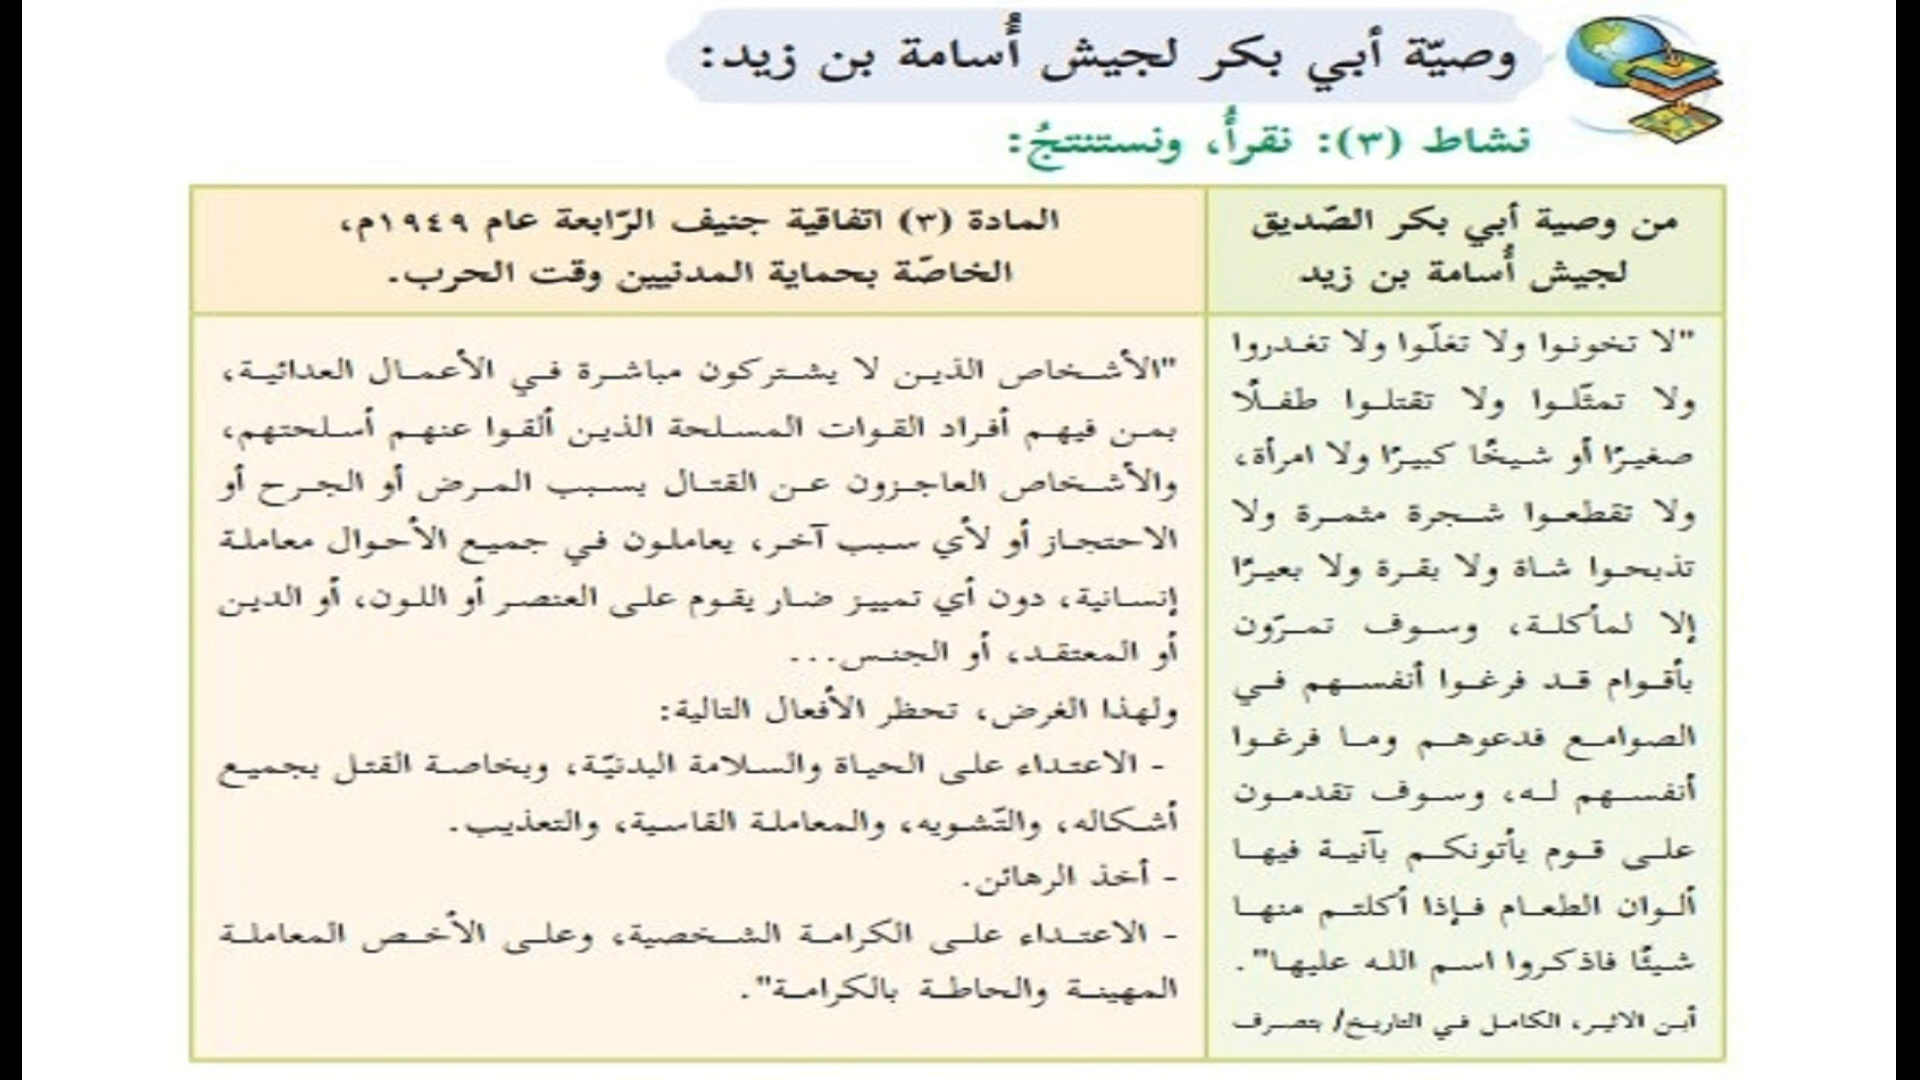 وصيّة أبي بكر لجيش أُسامة بن زيد:
نشاط (٣): نقرأُ، ونستنتجُ:
من وصية أبي بكر الصّديق
لجيش أُسامة بن زيد
"لا تخونوا ولا تغلّوا ولا تغدروا
ولا تمثّلوا ولا تقتلوا طفلًا
صغيرًا أو شيخًا كبيرًا ولا امرأة،
ولا تقطعوا شجرة مثمرة ولا
تذبحوا شاة ولا بقرة ولا بعيرًا
إلا لمأكلة، وسوف تمرّون
بأقوام قد فرغوا أنفسهم في
الصوامع فدعوهم وما فرغوا
أنفسهم له، وسوف تقدمون
على قوم يأتونكم بآنية فيها
ألوان الطعام فإذا أكلتم منها
شيئًا فاذكروا اسم الله عليها".
أبن الاثير، الكامل في التاريخ/ بتصرف
المادة (٣) اتفاقية جنيف الرّابعة عام ١٩٤٩م،
الخاصّة بحماية المدنيين وقت الحرب.
"الأشخاص الذين لا يشتركون مباشرة في الأعمال العدائية،
بمن فيهم أفراد القوات المسلحة الذين ألقوا عنهم أسلحتهم،
والأشخاص العاجزون عن القتال بسبب المرض أو الجرح أو
الاحتجاز أو لأي سبب آخر، يعاملون في جميع الأحوال معاملة
إنسانية، دون أي تمييز ضار يقوم على العنصر أو اللون، أو الدين
أو المعتقد، أو الجنس...
ولهذا الغرض، تحظر الأفعال التالية:
- الاعتداء على الحياة والسلامة البدنيّة، وبخاصة القتل بجميع
أشكاله، والتّشويه، والمعاملة القاسية، والتعذيب.
- أخذ الرهائن.
- الاعتداء على الكرامة الشخصية، وعلى الأخص المعاملة
المهينة والحاطة بالكرامة".